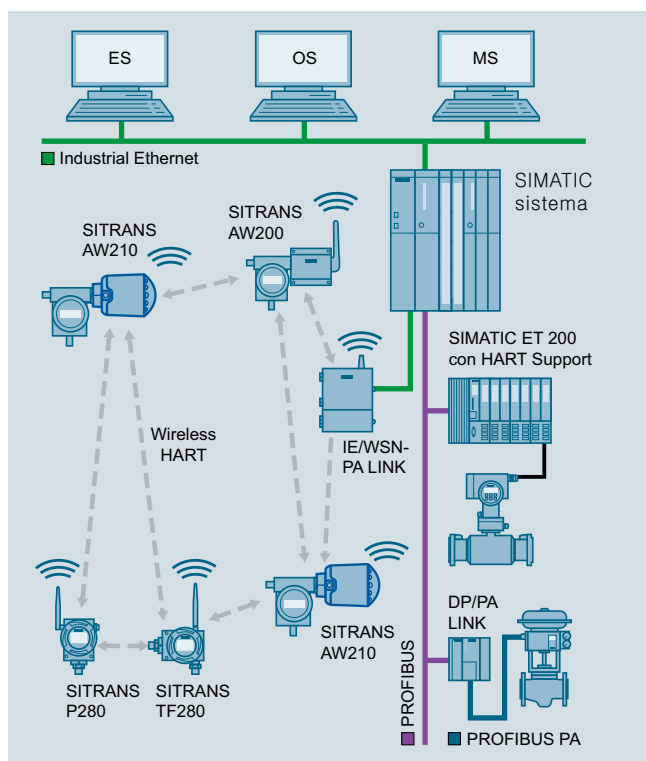 ES
OS
MS
Industrial Ethernet
SIMATIC
sistema
SITRANS
AW210
SITRANS
AW200
SIMATIC ET 200
con HART Support
Wireless
HART
IE/WSN-
PA LINK
SITRANS
P280
SITRANS
TF280
SITRANS
AW210
DP/PA
LINK
PROFIBUS
PROFIBUS PA